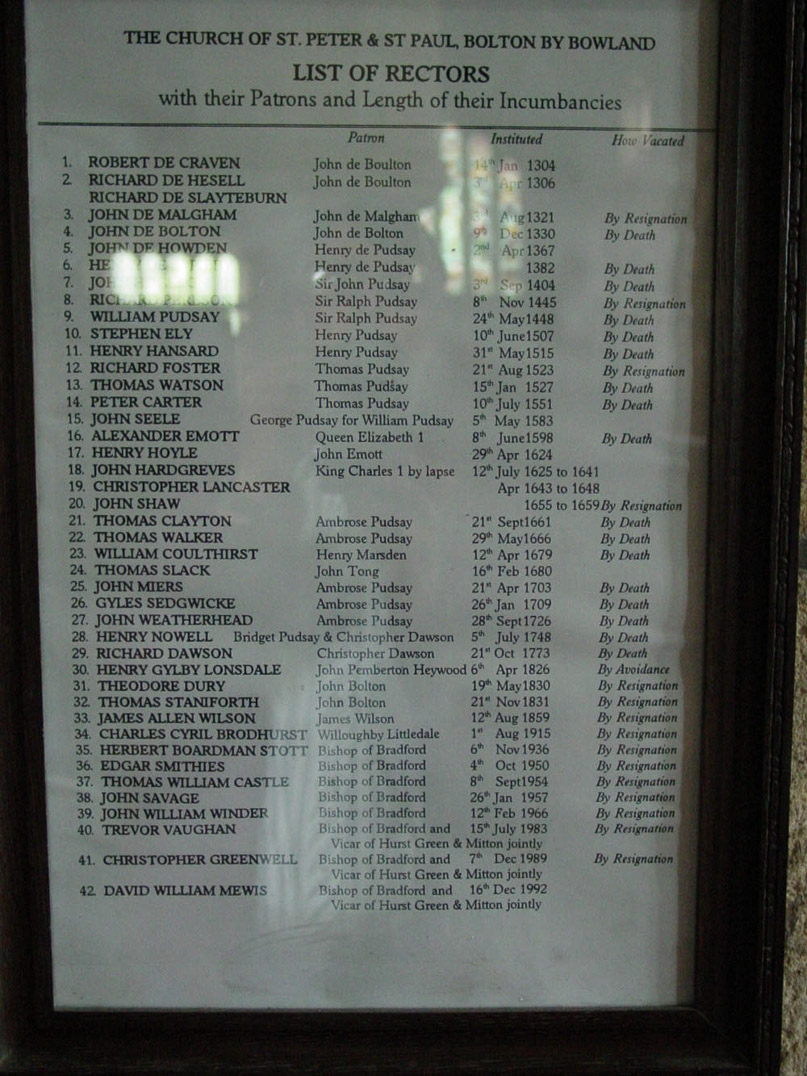 THE CHURCH OF ST. PETER & ST PAUL, BOLTON BY BOWLAND
LIST OF RECTORS
with their Patrons and Length of their Incumbancies
Patron Instituted How Vacated
1. ROBERT DE CRAVEN John de Boulton 14th Jan 1304
2. RICHARD DE HESELL John de Boulton 3rd Apr 1306
RICHARD DE SLAYTEBURN
3. JOHN DE MALGHAM John de Malgham Aug 1321 By Resignation
4. JOHN DE BOLTON John de Bolton 9th Dec 1330 By Death
5. JOHN DE HOWDEN Henry de Pudsay 2nd Apr 1367
6. Henry de Pudsay 1382 By Death
7. Sir John Pudsay 3rd Sep 1404 By Death
8. Sir Ralph Pudsay 8th Nov 1445 By Resignation
9. WILLIAM PUDSAY Sir Ralph Pudsay 24th May 1448 By Death
10. STEPHEN ELY Henry Pudsay 10th June 1507 By Death
11. HENRY HANSARD Henry Pudsay 31st May 1515 By Death
12. RICHARD FOSTER Thomas Pudsay 21st Aug 1523 By Resignation
13. THOMAS WATSON Thomas Pudsay 15th Jan 1527 By Death
14. PETER CARTER Thomas Pudsay 10th July 1551 By Death
15. JOHN SEELE George Pudsay for William Pudsay 5th May 1583
16. ALEXANDER EMOTT Queen Elizabeth 1 8th June 1598 By Death
17. HENRY HOYLE John Emott 29th Apr 1624
18. JOHN HARDGREVES King Charles 1 by lapse 12th July 1625 to 1641
19. CHRISTOPHER LANCASTER Apr 1643 to 1648
20. JOHN SHAW 1655 to 1659 By Resignation
21. THOMAS CLAYTON Ambrose Pudsay 21st Sept 1661 By Death
22. THOMAS WALKER Ambrose Pudsay 29th May 1666 By Death
23. WILLIAM COULTHIRST Henry Marsden 12th Apr 1679 By Death
24. THOMAS SLACK John Tong 16th Feb 1680
25. JOHN MIERS Ambrose Pudsay 21st Apr 1703 By Death
26. GYLES SEDGWICKE Ambrose Pudsay 26th Jan 1709 By Death
27. JOHN WEATHERHEAD Ambrose Pudsay 28th Sept 1726 By Death
28. HENRY NOWELL Bridget Pudsay & Christopher Dawson 5th July 1748 By Death
29. RICHARD DAWSON Christopher Dawson 21st Oct 1773 By Death
30. HENRY GYLBY LONSDALE John Pemberton Heywood 6th Apr 1826 By Avoidance
31. THEODORE DURY John Bolton 19th May 1830 By Resignation
32. THOMAS STANIFORTH John Bolton 21st Nov 1831 By Resignation
33. JAMES ALLEN WILSON James Wilson 12th Aug 1859 By Resignation
34. CHARLES CYRIL BRODHURST Willoughby Littledale 1st Aug 1915 By Resignation
35. HERBERT BOARDMAN STOTT Bishop of Bradford 6th Nov 1936 By Resignation
36. EDGAR SMITHIES Bishop of Bradford 4th Oct 1950 By Resignation
37. THOMAS WILLIAM CASTLE Bishop of Bradford 8th Sept 1954 By Resignation
38. JOHN SAVAGE Bishop of Bradford 26th Jan 1957 By Resignation
39. JOHN WILLIAM WINDER Bishop of Bradford 12th Feb 1966 By Resignation
40. TREVOR VAUGHAN Bishop of Bradford and 15th July 1983 By Resignation
Vicar of Hurst Green & Mitton jointly
41. CHRISTOPHER GREENWELL Bishop of Bradford and 7th Dec 1989 By Resignation
Vicar of Hurst Green & Mitton jointly
42. DAVID WILLIAM MEWIS Bishop of Bradford and 16th Dec 1992
Vicar of Hurst Green & Mitton jointly